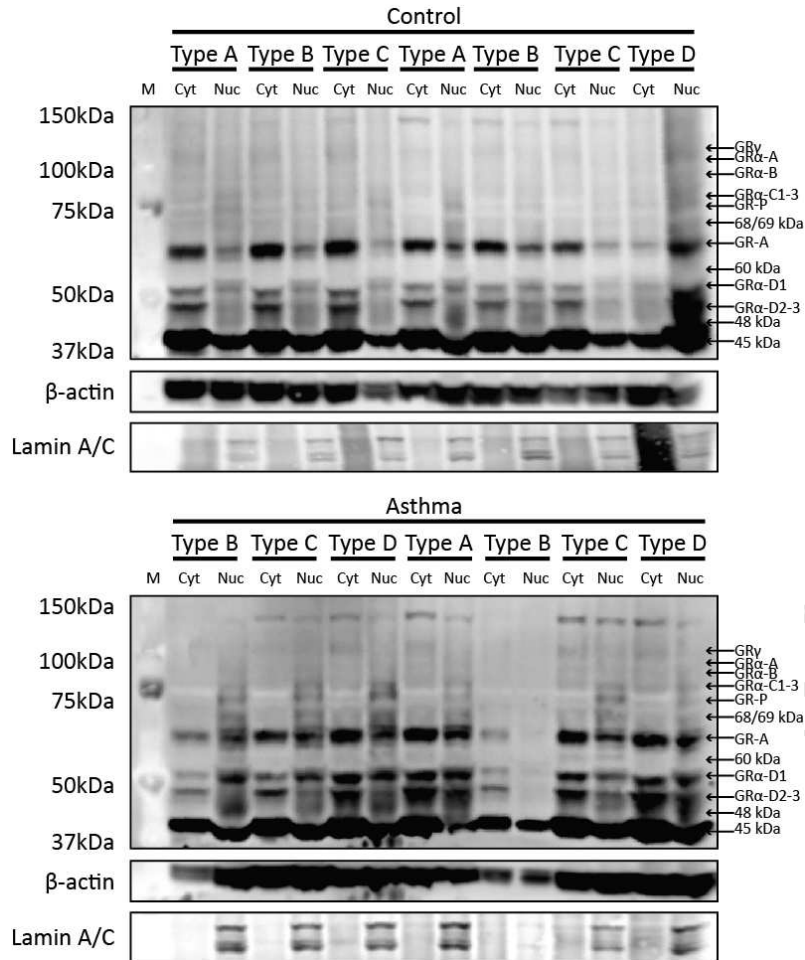 Control
Type A Type B Type C Type A Type B Type C Type D
M Cyt Nuc Cyt Nuc Cyt Nuc Cyt Nuc Cyt Nuc Cyt Nuc Cyt Nuc
150kDa
GRγ
GRα-A
100kDa
GRα-B
GRα-C1-3
75kDa
GR-P
68/69 kDa
GR-A
60 kDa
50kDa
GRα-D1
GRα-D2-3
48 kDa
37kDa
45 kDa
β-actin
Lamin A/C
Asthma
Type B Type C Type D Type A Type B Type C Type D
M Cyt Nuc Cyt Nuc Cyt Nuc Cyt Nuc Cyt Nuc Cyt Nuc Cyt Nuc
150kDa
GRγ
100kDa
GRα-A
GRα-B
GRα-C1-3
75kDa
GR-P
68/69 kDa
GR-A
60 kDa
50kDa
GRα-D1
GRα-D2-3
48 kDa
37kDa
45 kDa
β-actin
Lamin A/C